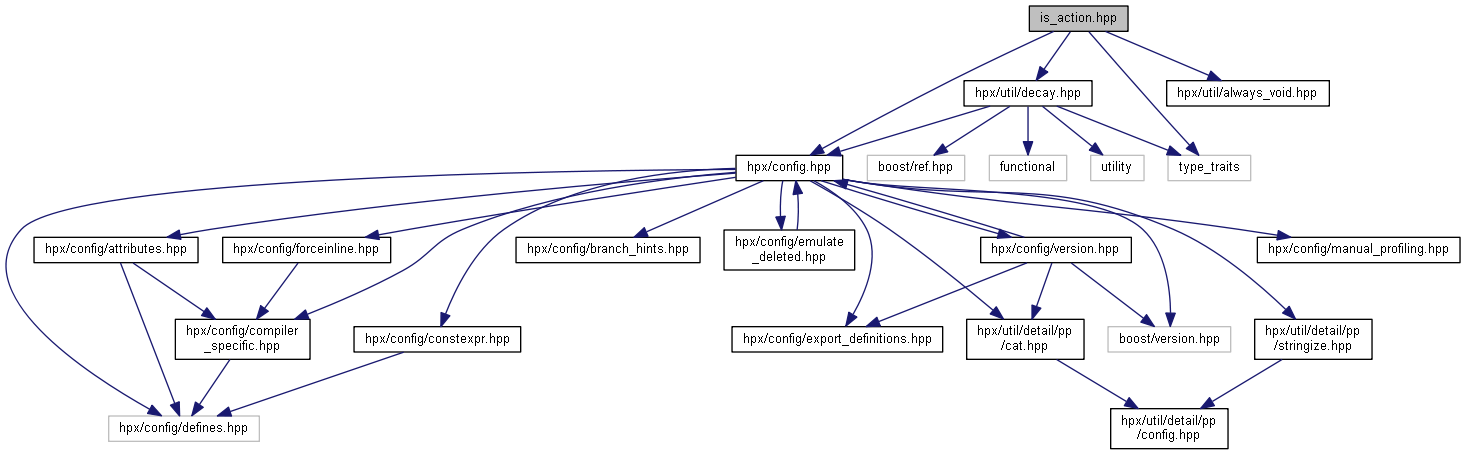 is_action.hpp
hpx/util/decay.hpp
hpx/util/always_void.hpp
hpx/config.hpp
boost/ref.hpp
functional
utility
type_traits
hpx/config/attributes.hpp
hpx/config/forceinline.hpp
hpx/config/branch_hints.hpp
hpx/config/emulate
_deleted.hpp
hpx/config/version.hpp
hpx/config/manual_profiling.hpp
hpx/config/compiler
_specific.hpp
hpx/config/constexpr.hpp
hpx/config/export_definitions.hpp
hpx/util/detail/pp
/cat.hpp
boost/version.hpp
hpx/util/detail/pp
/stringize.hpp
hpx/config/defines.hpp
hpx/util/detail/pp
/config.hpp